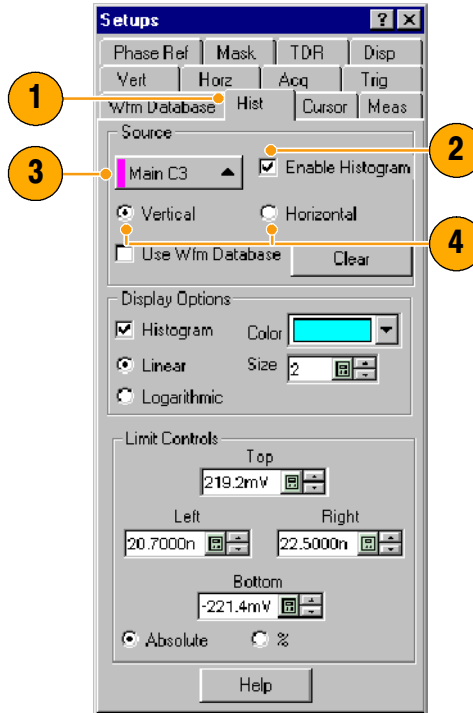 Setups ? ×
Phase Ref Mask TDR Disp
Vert Horz Acq Trig
1
Wfm Database Hist Cursor Meas
Source
2
3
Main C3 Enable Histogram
Vertical Horizontal
4
Use Wfm Database Clear
Display Options
Histogram Color
Linear Size 2
Logarithmic
Limit Controls
Top
219.2mV
Left Right
20.7000n 22.5000n
Bottom
-221.4mV
Absolute %
Help